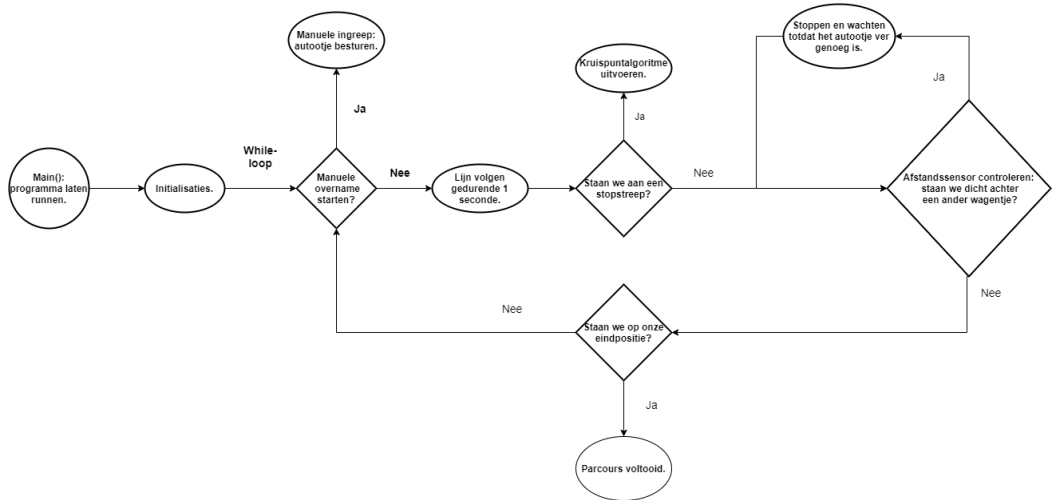 Main():
programma laten
runnen.
Initialisaties.
While-
loop
Manuele ingreep:
autootje besturen.
Ja
Manuele
overname
starten?
Nee
Lijn volgen
gedurende 1
seconde.
Kruispuntalgoritme
uitvoeren.
Ja
Staan we aan een
stopstreep?
Nee
Stoppen en wachten
totdat het autootje ver
genoeg is.
Ja
Afstandssensor controleren:
staan we dicht achter
een ander wagentje?
Nee
Staan we op onze
eindpositie?
Nee
Ja
Parcours voltooid.